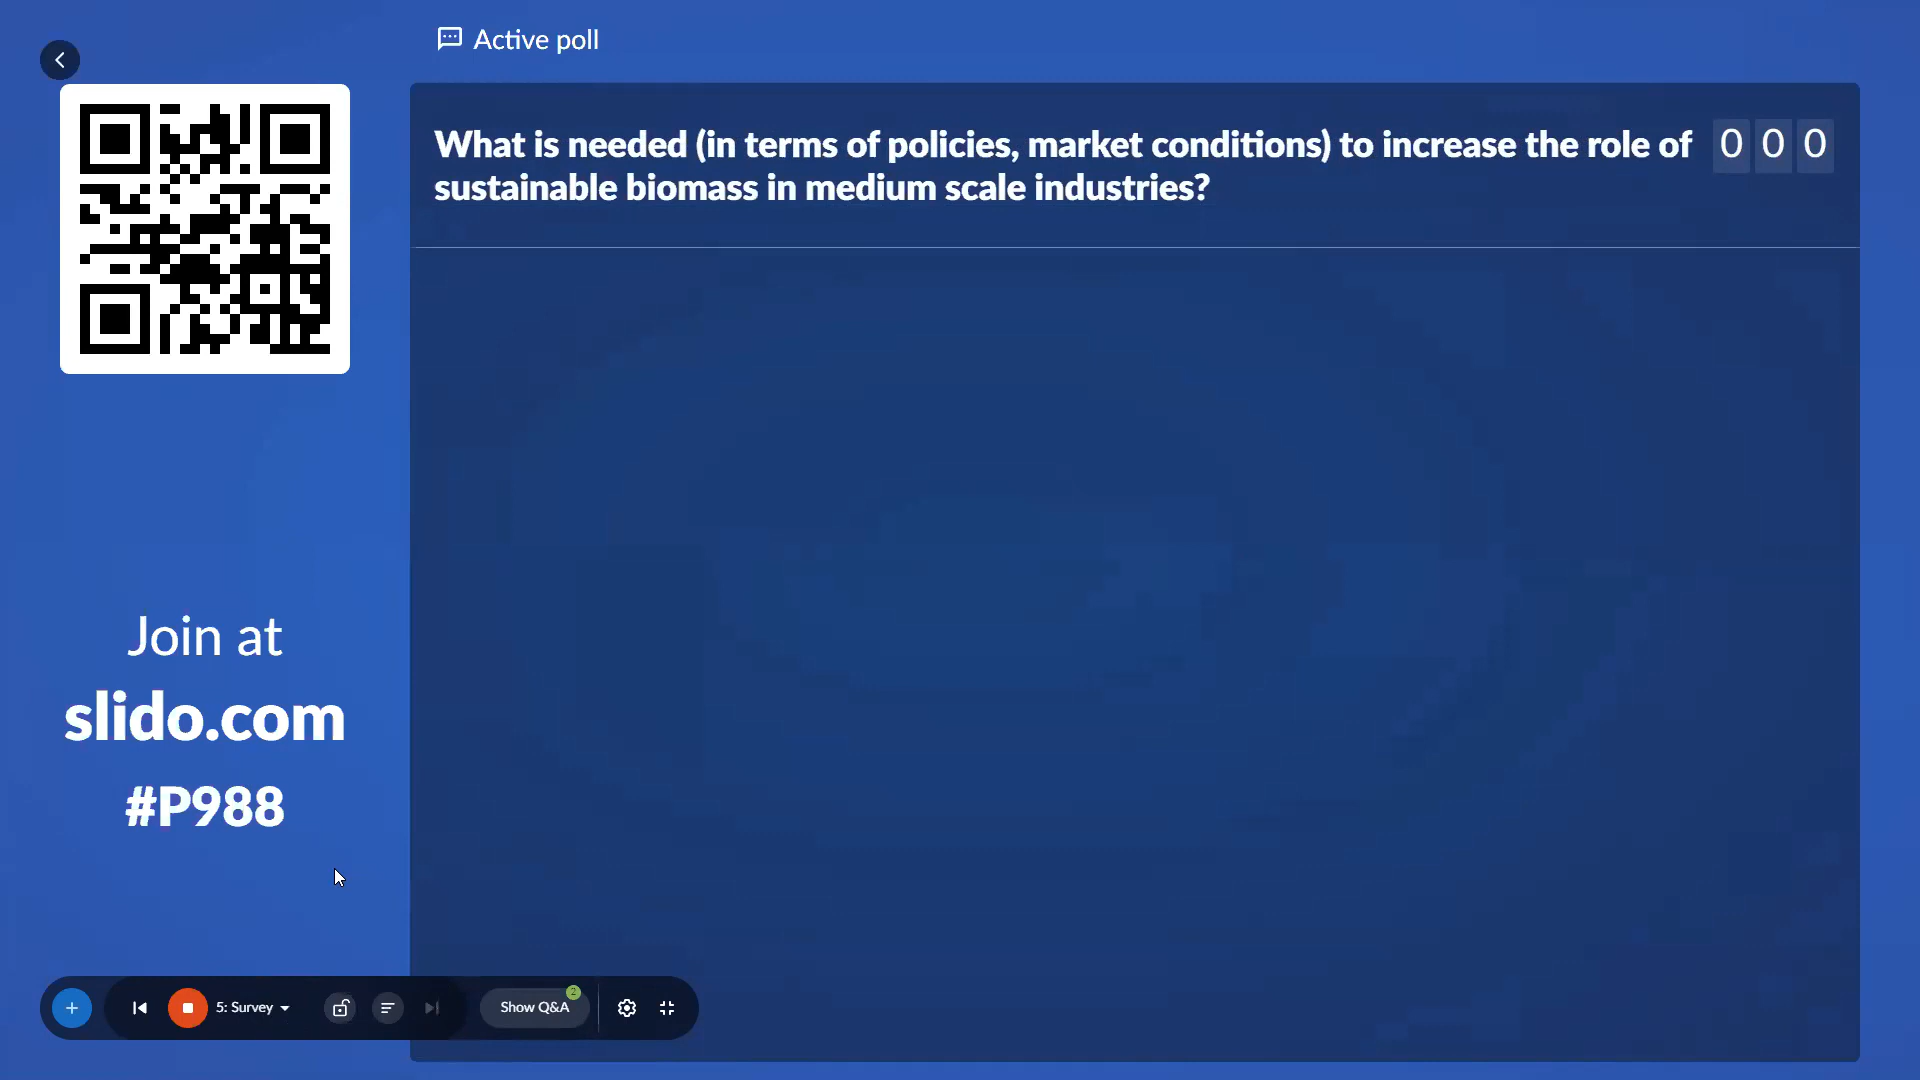 Active poll
What is needed (in terms of policies, market conditions) to increase the role of
sustainable biomass in medium scale industries?
0 0 0
Join at
slido.com
#P988
5: Survey
Show Q&A
2